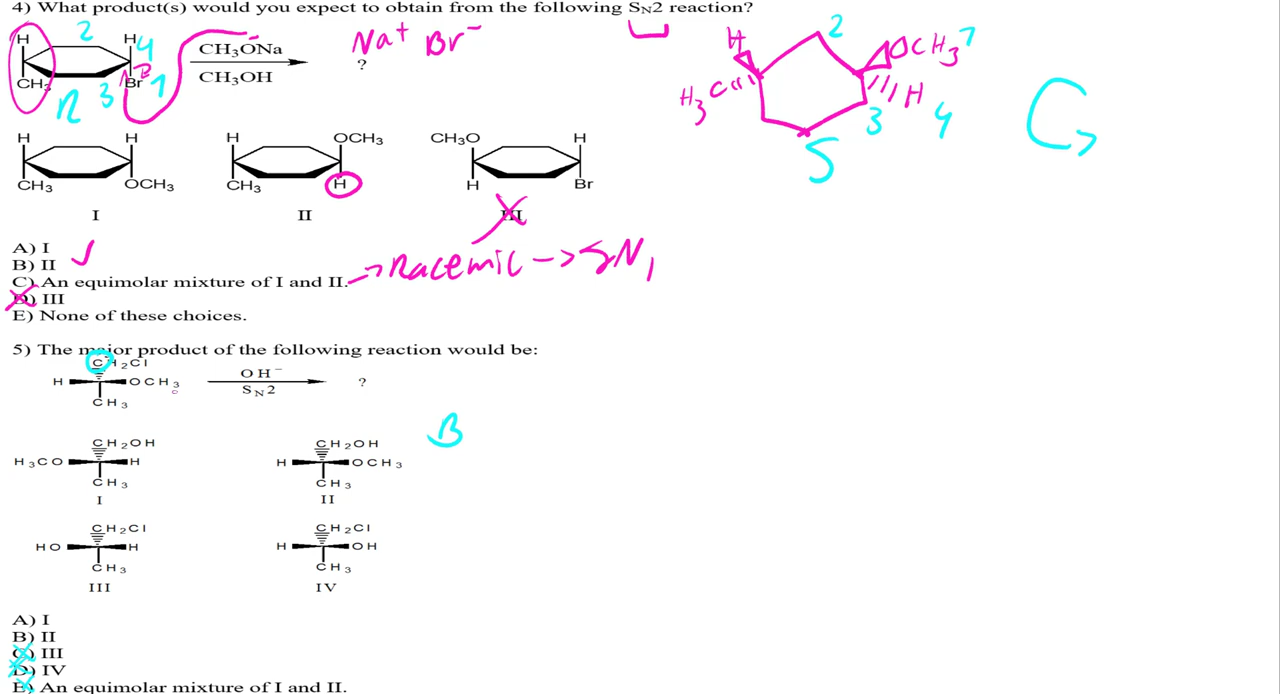 4) What product(s) would you expect to obtain from the following SN2 reaction?
H 2 H 4
CH3ONa
CH3OH
Na+ Br-
?
CH3 Br
R 3 1
H 2 OCH3 1
H3C H
3 4
S
C
H H
CH3 OCH3
I
H OCH3
CH3 H
II
CH3O H
H Br
III
A) I
B) II
C) An equimolar mixture of I and II. → Racemic → SN1
D) III
E) None of these choices.
5) The major product of the following reaction would be:
CH2Cl
H OCH3
CH3
OH-
SN2
?
B
CH2OH
H3CO H
CH3
I
CH2OH
H OCH3
CH3
II
CH2Cl
HO H
CH3
III
CH2Cl
H OH
CH3
IV
A) I
B) II
C) III
D) IV
E) An equimolar mixture of I and II.